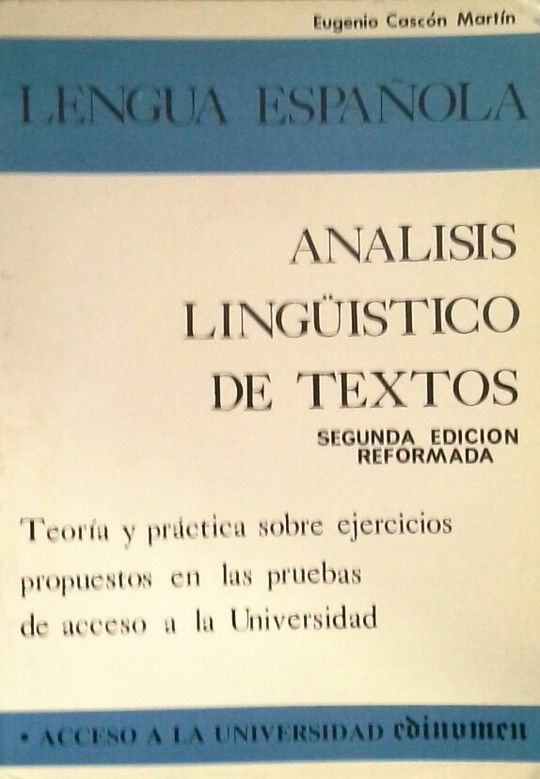 Eugenio Cascón Martín
LENGUA ESPAÑOLA
ANALISIS
LINGÜISTICO
DE TEXTOS
SEGUNDA EDICION
REFORMADA
Teoría y práctica sobre ejercicios
propuestos en las pruebas
de acceso a la Universidad
• ACCESO A LA UNIVERSIDAD edinumen